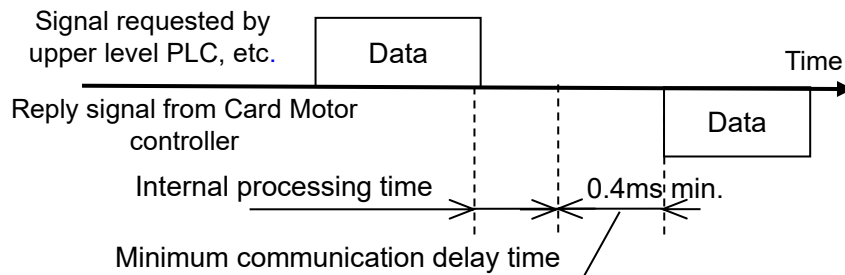 Signal requested by
upper level PLC, etc.
Data
Time
Reply signal from Card Motor
controller
Data
Internal processing time
0.4ms min.
Minimum communication delay time